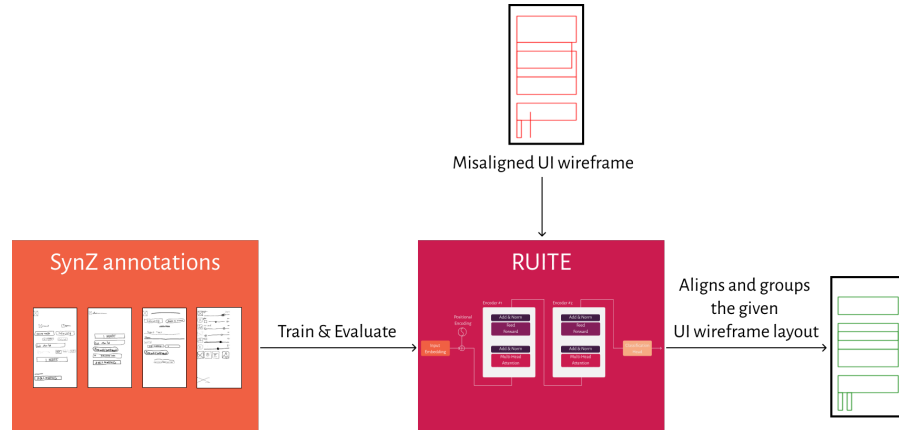 Misaligned UI wireframe
SynZ annotations
Train & Evaluate
RUITE
Encoder #1
Encoder #2
Positional
Encoding
Input
Embedding
Add & Norm
Feed
Forward
Add & Norm
Multi-Head
Attention
Add & Norm
Feed
Forward
Add & Norm
Multi-Head
Attention
Aligns and groups
the given
UI wireframe layout